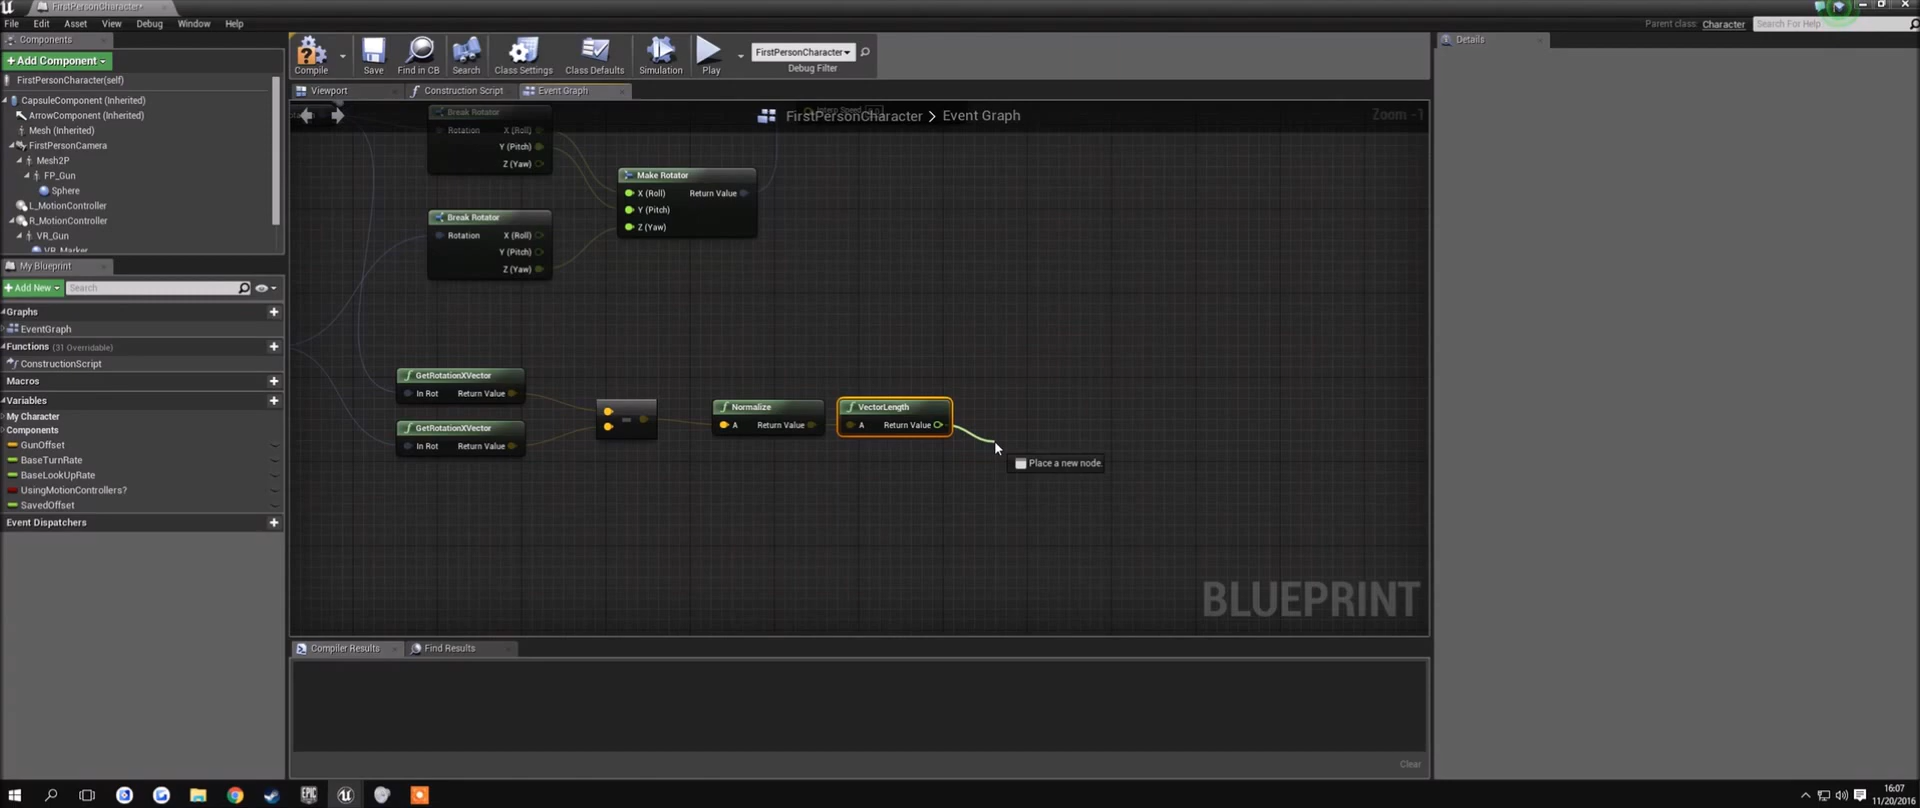 FirstPersonCharacter*
File Edit Asset View Debug Window Help
Parent class: Character Search For Help
Components
+Add Component
FirstPersonCharacter(self)
CapsuleComponent (Inherited)
ArrowComponent (Inherited)
Mesh (Inherited)
FirstPersonCamera
Mesh2P
FP_Gun
Sphere
L_MotionController
R_MotionController
VR_Gun
VR_Marker
My Blueprint
+Add New Search
Graphs
EventGraph
Functions (31 Overridable)
ConstructionScript
Macros
Variables
My Character
Components
GunOffset
BaseTurnRate
BaseLookUpRate
UsingMotionControllers?
SavedOffset
Event Dispatchers
Compile Save Find in CB Search Class Settings Class Defaults Simulation Play
FirstPersonCharacter
Debug Filter
Viewport Construction Script Event Graph
FirstPersonCharacter > Event Graph
Zoom -1
Interp Speed
Break Rotator
Rotation X (Roll)
Y (Pitch)
Z (Yaw)
Make Rotator
X (Roll) Return Value
Y (Pitch)
Z (Yaw)
Break Rotator
Rotation X (Roll)
Y (Pitch)
Z (Yaw)
GetRotationXVector
In Rot Return Value
GetRotationXVector
In Rot Return Value
Normalize
A Return Value
VectorLength
A Return Value
Place a new node.
BLUEPRINT
Compiler Results Find Results
Clear
Details
EPIC
16:07
11/20/2016